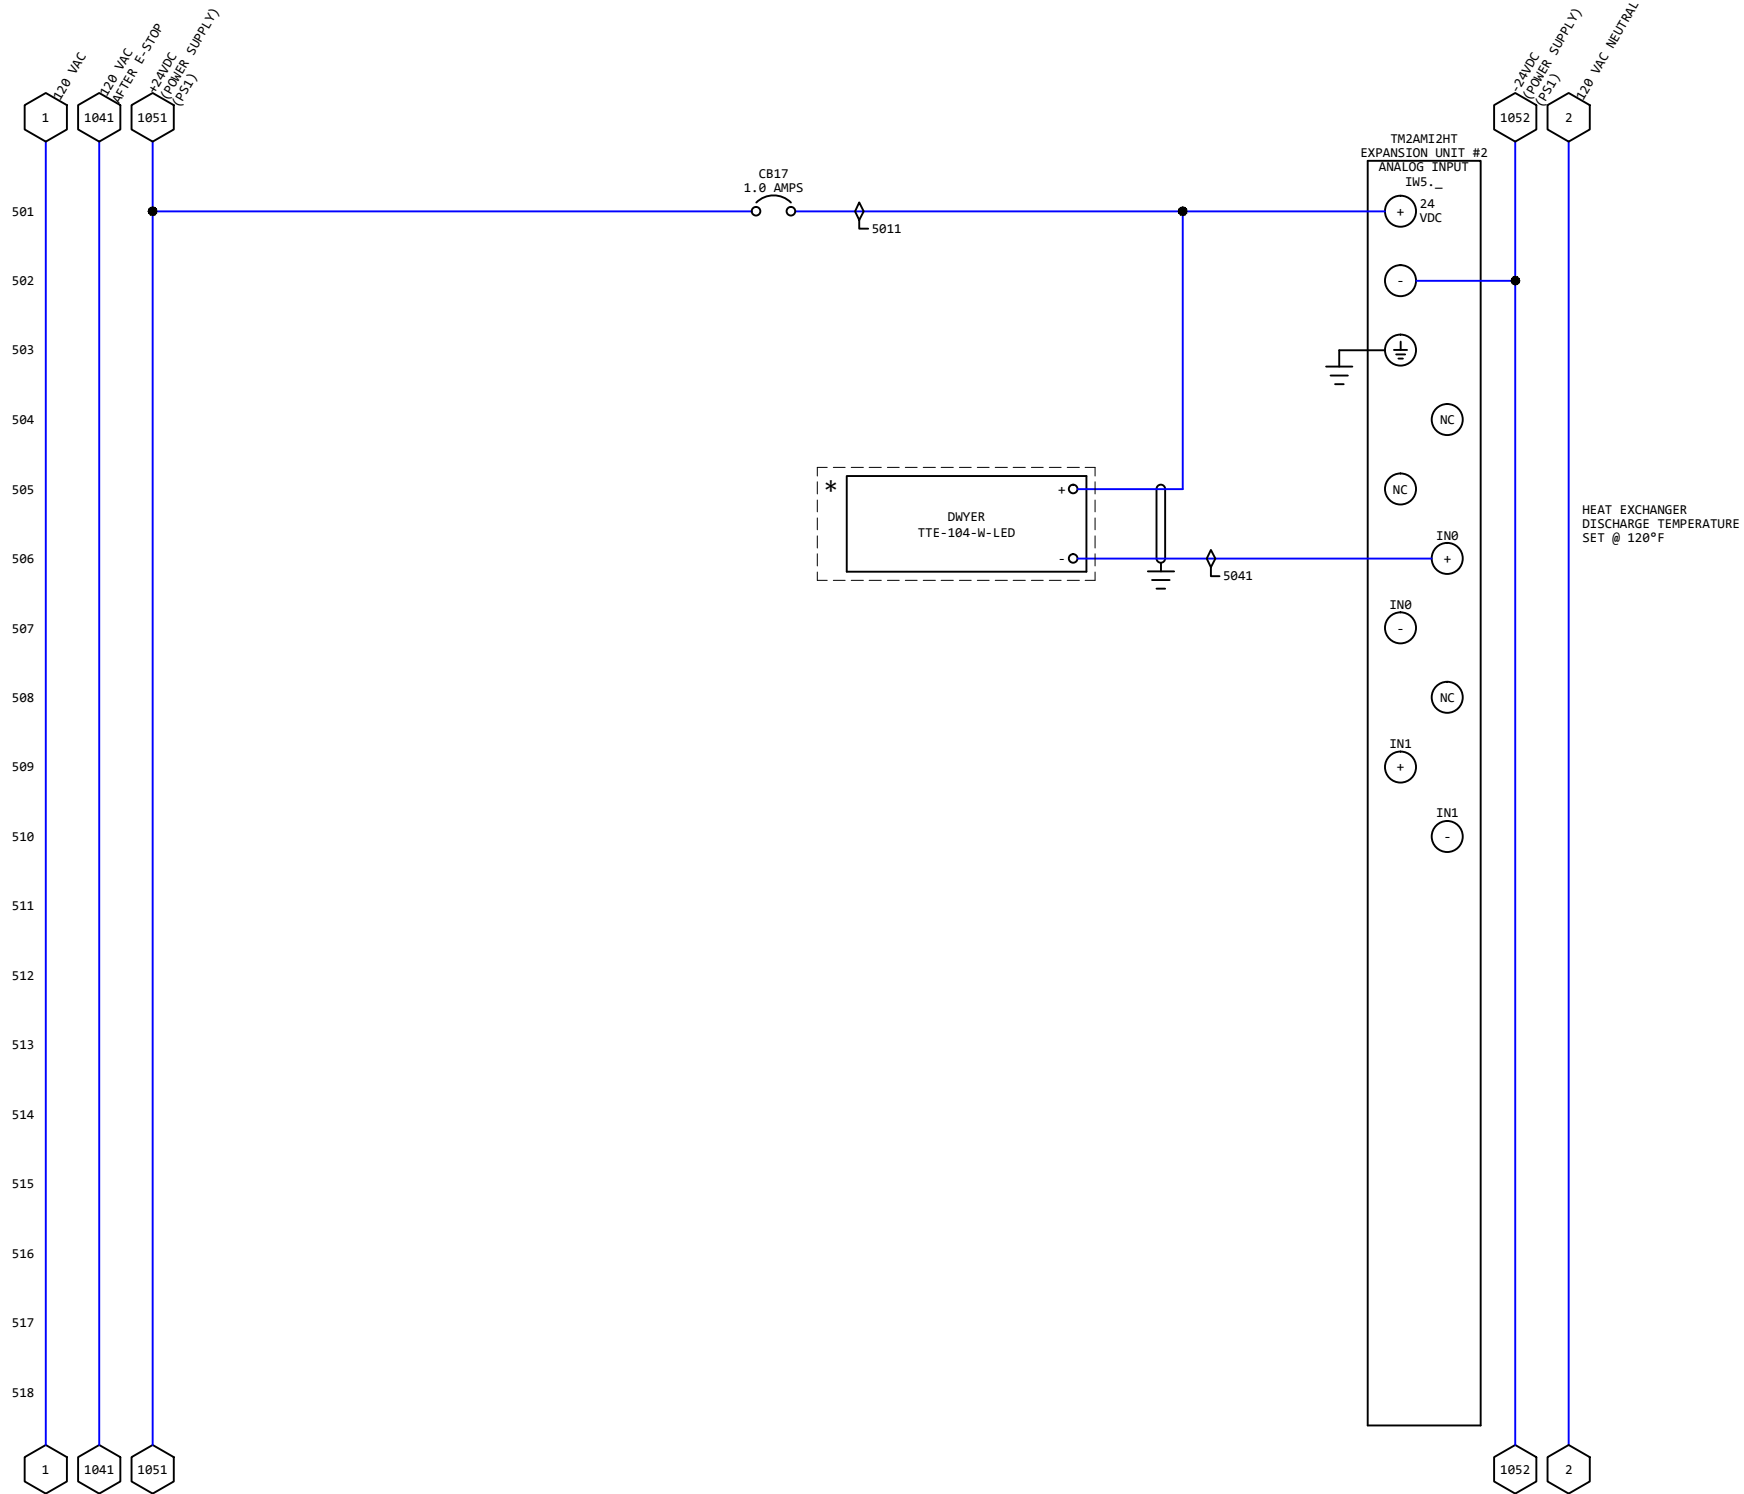 120 VAC
120 VAC
AFTER E-STOP
+24VDC
(POWER SUPPLY)
(PS1)
-24VDC
(POWER SUPPLY)
(PS1)
120 VAC NEUTRAL
1
1041
1051
1052
2
TM2AMI2HT
EXPANSION UNIT #2
ANALOG INPUT
IW5._
CB17
1.0 AMPS
501
5011
+
24
VDC
502
-
503
504
NC
505
*
+
NC
DWYER
TTE-104-W-LED
HEAT EXCHANGER
DISCHARGE TEMPERATURE
SET @ 120°F
506
-
IN0
+
5041
507
IN0
-
508
NC
509
IN1
+
510
IN1
-
511
512
513
514
515
516
517
518
1
1041
1051
1052
2